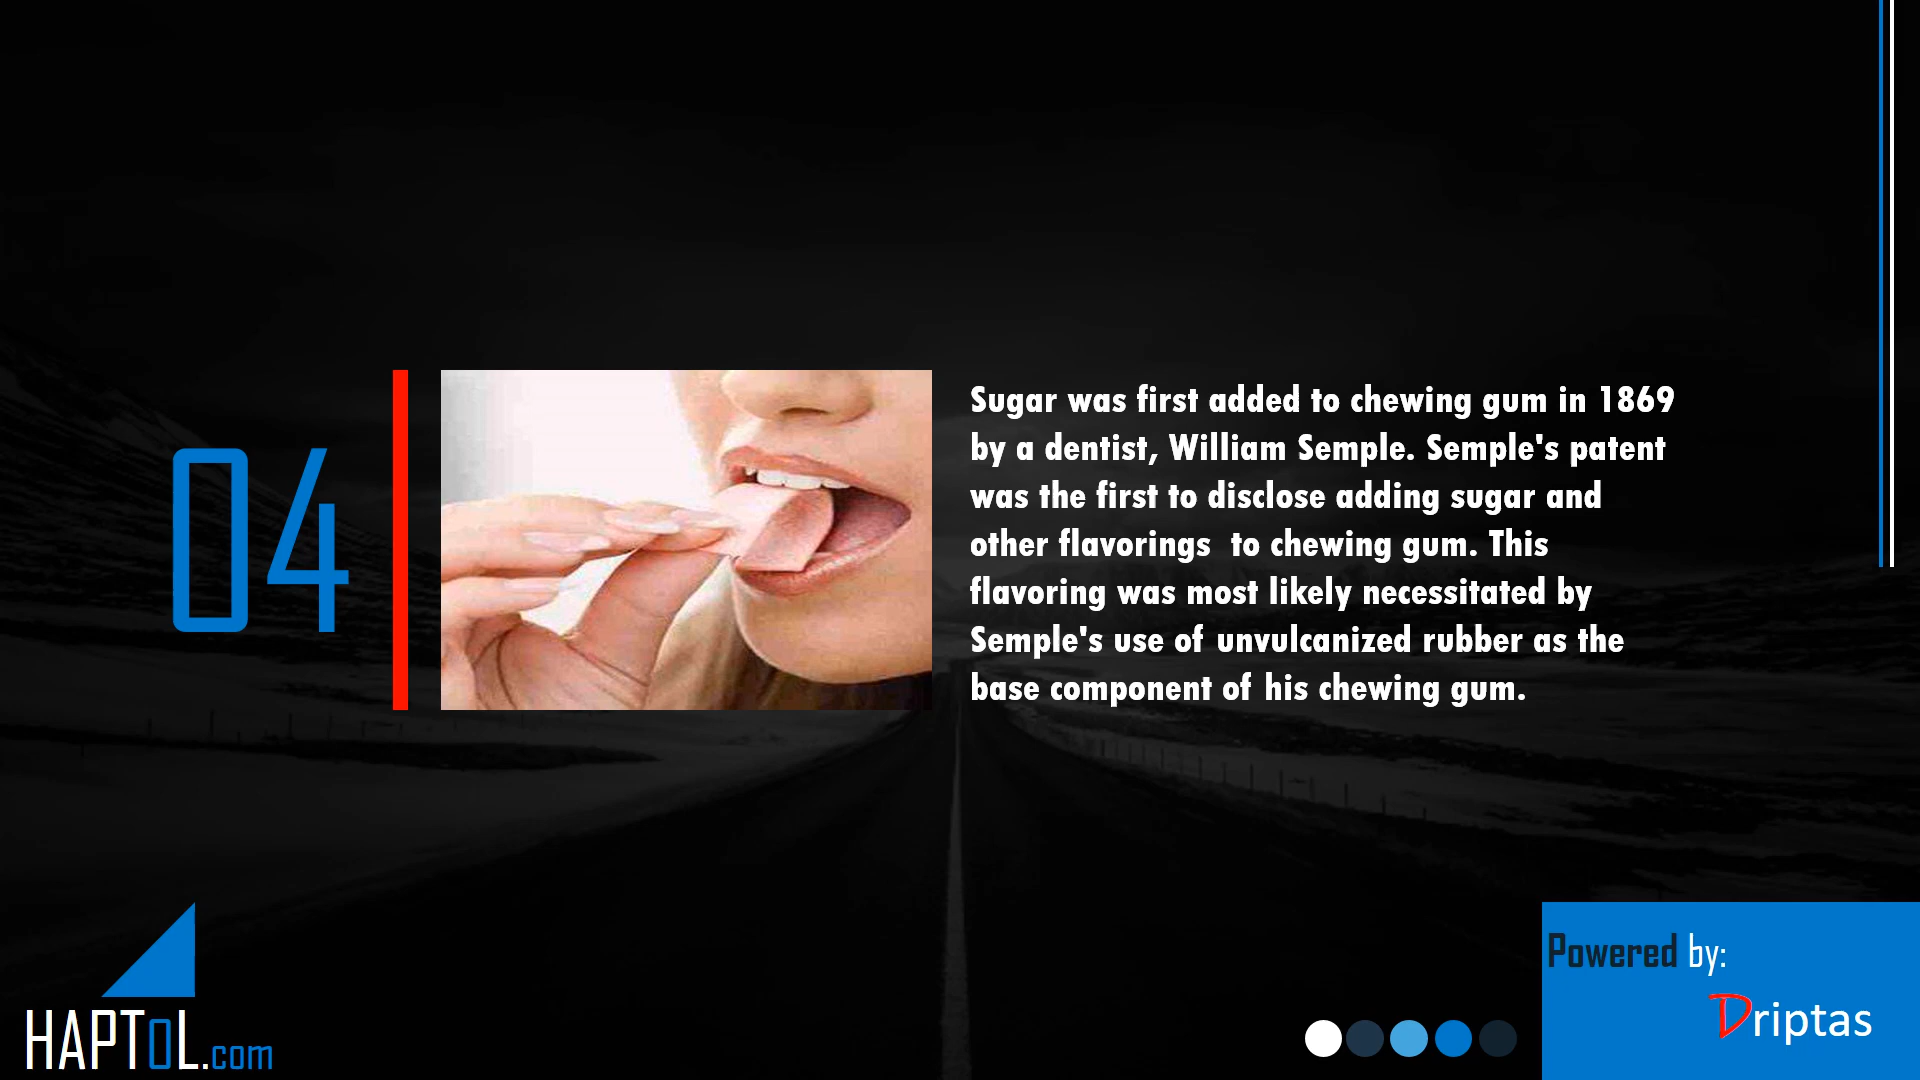 04
Sugar was first added to chewing gum in 1869
by a dentist, William Semple. Semple's patent
was the first to disclose adding sugar and
other flavorings  to chewing gum. This
flavoring was most likely necessitated by
Semple's use of unvulcanized rubber as the
base component of his chewing gum.
HAPTOL.com
Powered by:
Driptas